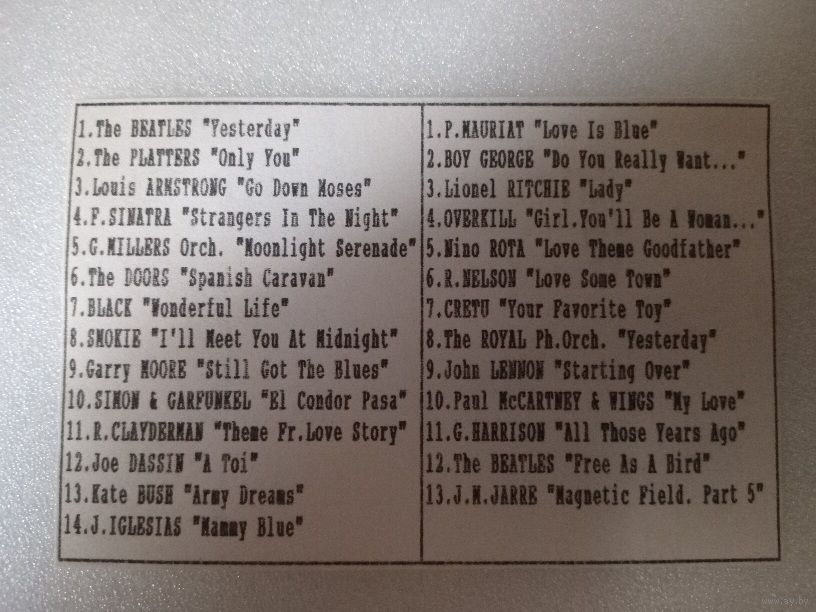 1.The BEATLES "Yesterday"
2.The PLATTERS "Only You"
3.Louis ARMSTRONG "Go Down Moses"
4.F.SINATRA "Strangers In The Night"
5.G.MILLERS Orch. "Moonlight Serenade"
6.The DOORS "Spanish Caravan"
7.BLACK "Wonderful Life"
8.SMOKIE "I'll Meet You At Midnight"
9.Garry MOORE "Still Got The Blues"
10.SIMON & GARFUNKEL "El Condor Pasa"
11.R.CLAYDERMAN "Theme Fr.Love Story"
12.Joe DASSIN "A Toi"
13.Kate BUSH "Army Dreams"
14.J.IGLESIAS "Mammy Blue"
1.P.MAURIAT "Love Is Blue"
2.BOY GEORGE "Do You Really Want..."
3.Lionel RITCHIE "Lady"
4.OVERKILL "Girl.You'll Be A Woman..."
5.Nino ROTA "Love Theme Goodfather"
6.R.NELSON "Love Some Town"
7.CRETU "Your Favorite Toy"
8.The ROYAL Ph.Orch. "Yesterday"
9.John LENNON "Starting Over"
10.Paul McCARTNEY & WINGS "My Love"
11.G.HARRISON "All Those Years Ago"
12.The BEATLES "Free As A Bird"
13.J.M.JARRE "Magnetic Field. Part 5"
www.ay.by